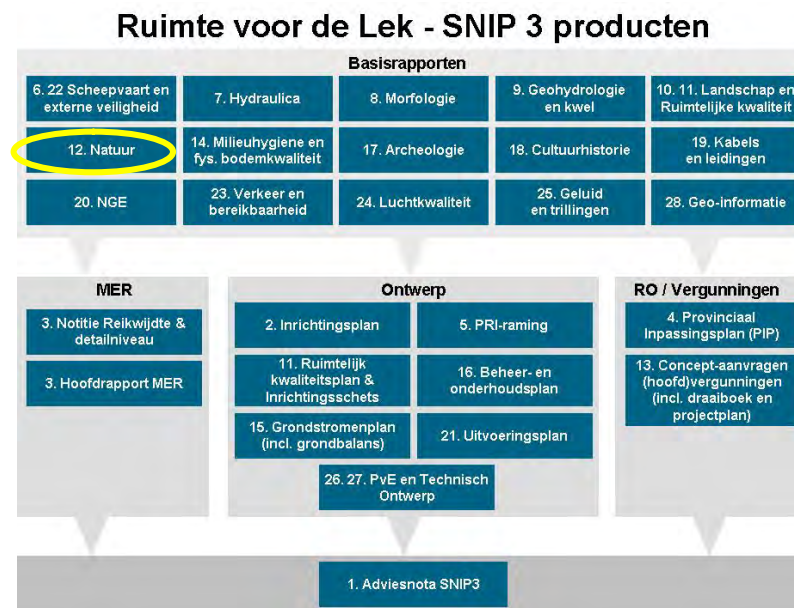 Ruimte voor de Lek - SNIP 3 producten
Basisrapporten
6. 22 Scheepvaart en
externe veiligheid
7. Hydraulica
8. Morfologie
9. Geohydrologie
en kwel
10. 11. Landschap en
Ruimtelijke kwaliteit
12. Natuur
14. Milieuhygiene en
fys. bodemkwaliteit
17. Archeologie
18. Cultuurhistorie
19. Kabels
en leidingen
20. NGE
23. Verkeer en
bereikbaarheid
24. Luchtkwaliteit
25. Geluid
en trillingen
28. Geo-informatie
MER
3. Notitie Reikwijdte &
detailniveau
3. Hoofdrapport MER
Ontwerp
2. Inrichtingsplan
5. PRI-raming
11. Ruimtelijk
kwaliteitsplan &
Inrichtingsschets
16. Beheer- en
onderhoudsplan
15. Grondstromenplan
(incl. grondbalans)
21. Uitvoeringsplan
26. 27. PvE en Technisch
Ontwerp
RO / Vergunningen
4. Provinciaal
Inpassingsplan (PIP)
13. Concept-aanvragen
(hoofd)vergunningen
(incl. draaiboek en
projectplan)
1. Adviesnota SNIP3